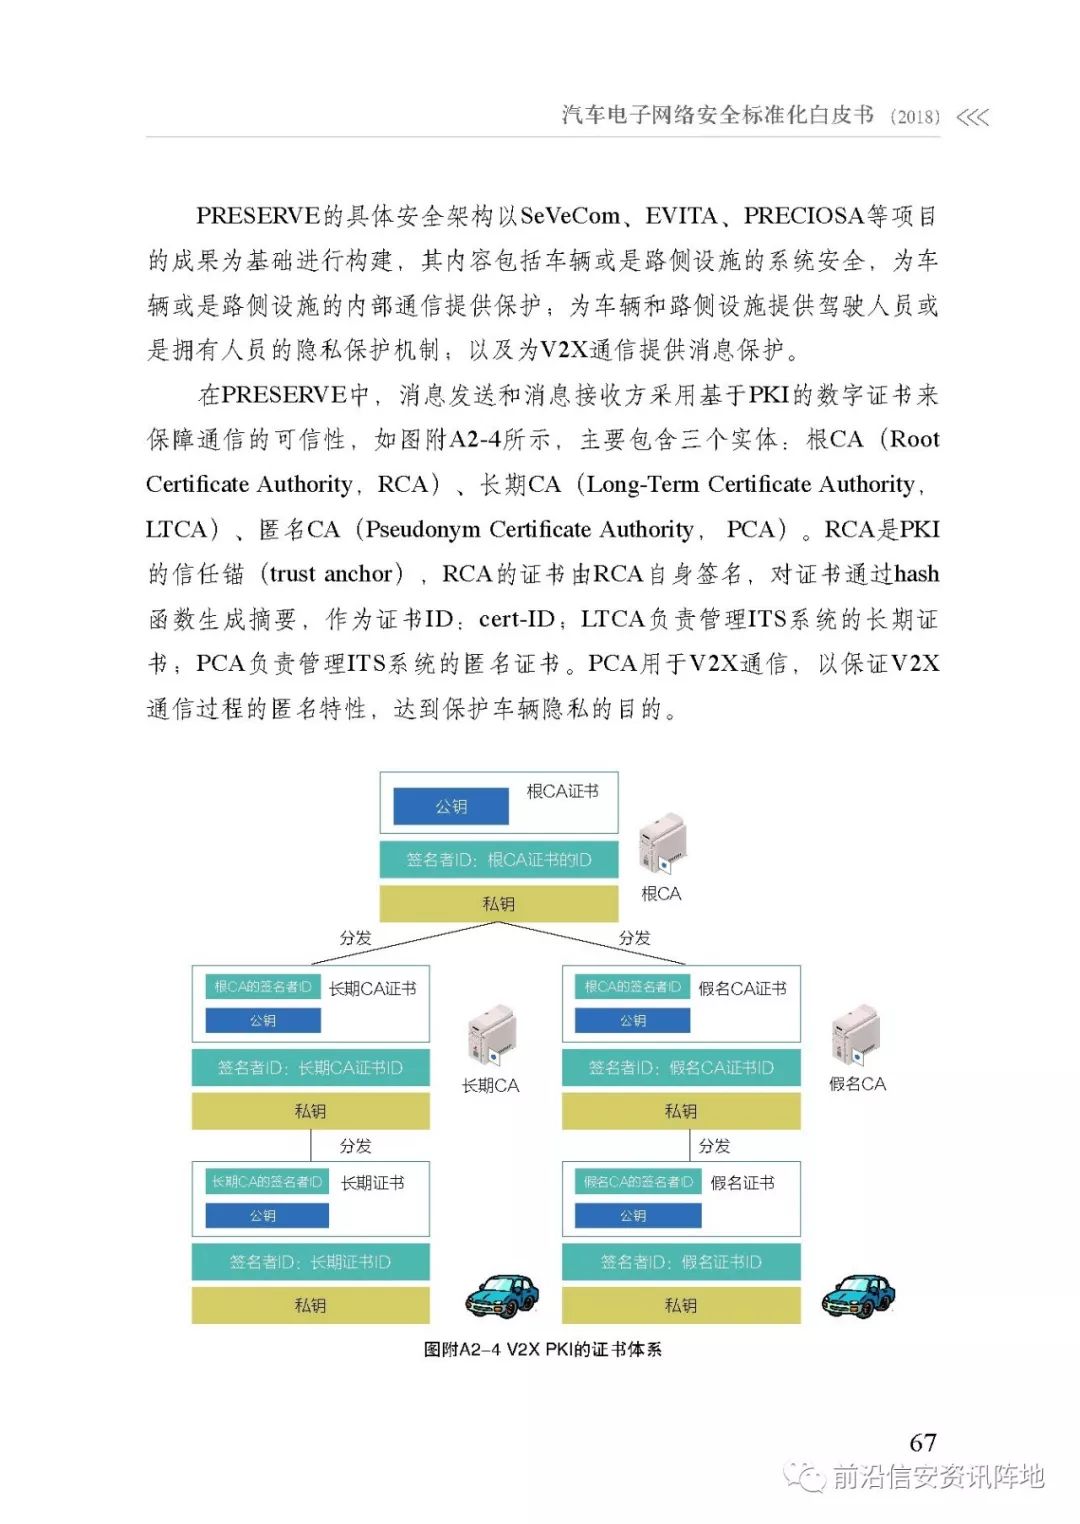 汽车电子网络安全标准化白皮书 (2018)
PRESERVE的具体安全架构以SeVeCom、EVITA、PRECIOSA等项目
的成果为基础进行构建，其内容包括车辆或是路侧设施的系统安全，为车
辆或是路侧设施的内部通信提供保护；为车辆和路侧设施提供驾驶人员或
是拥有人员的隐私保护机制；以及为V2X通信提供消息保护。
在PRESERVE中，消息发送和消息接收方采用基于PKI的数字证书来
保障通信的可信性，如图附A2-4所示，主要包含三个实体：根CA（Root
Certificate Authority，RCA）、长期CA（Long-Term Certificate Authority，
LTCA）、匿名CA（Pseudonym Certificate Authority， PCA）。RCA是PKI
的信任锚（trust anchor），RCA的证书由RCA自身签名，对证书通过hash
函数生成摘要，作为证书ID：cert-ID；LTCA负责管理ITS系统的长期证
书；PCA负责管理ITS系统的匿名证书。PCA用于V2X通信，以保证V2X
通信过程的匿名特性，达到保护车辆隐私的目的。
根CA证书
公钥
签名者ID：根CA证书的ID
私钥
根CA
分发
分发
根CA的签名者ID
长期CA证书
公钥
签名者ID：长期CA证书ID
私钥
长期CA
根CA的签名者ID
假名CA证书
公钥
签名者ID：假名CA证书ID
私钥
假名CA
分发
分发
长期CA的签名者ID
长期证书
公钥
签名者ID：长期证书ID
私钥
假名CA的签名者ID
假名证书
公钥
签名者ID：假名证书ID
私钥
图附A2-4 V2X PKI的证书体系
67
前沿信安资讯阵地